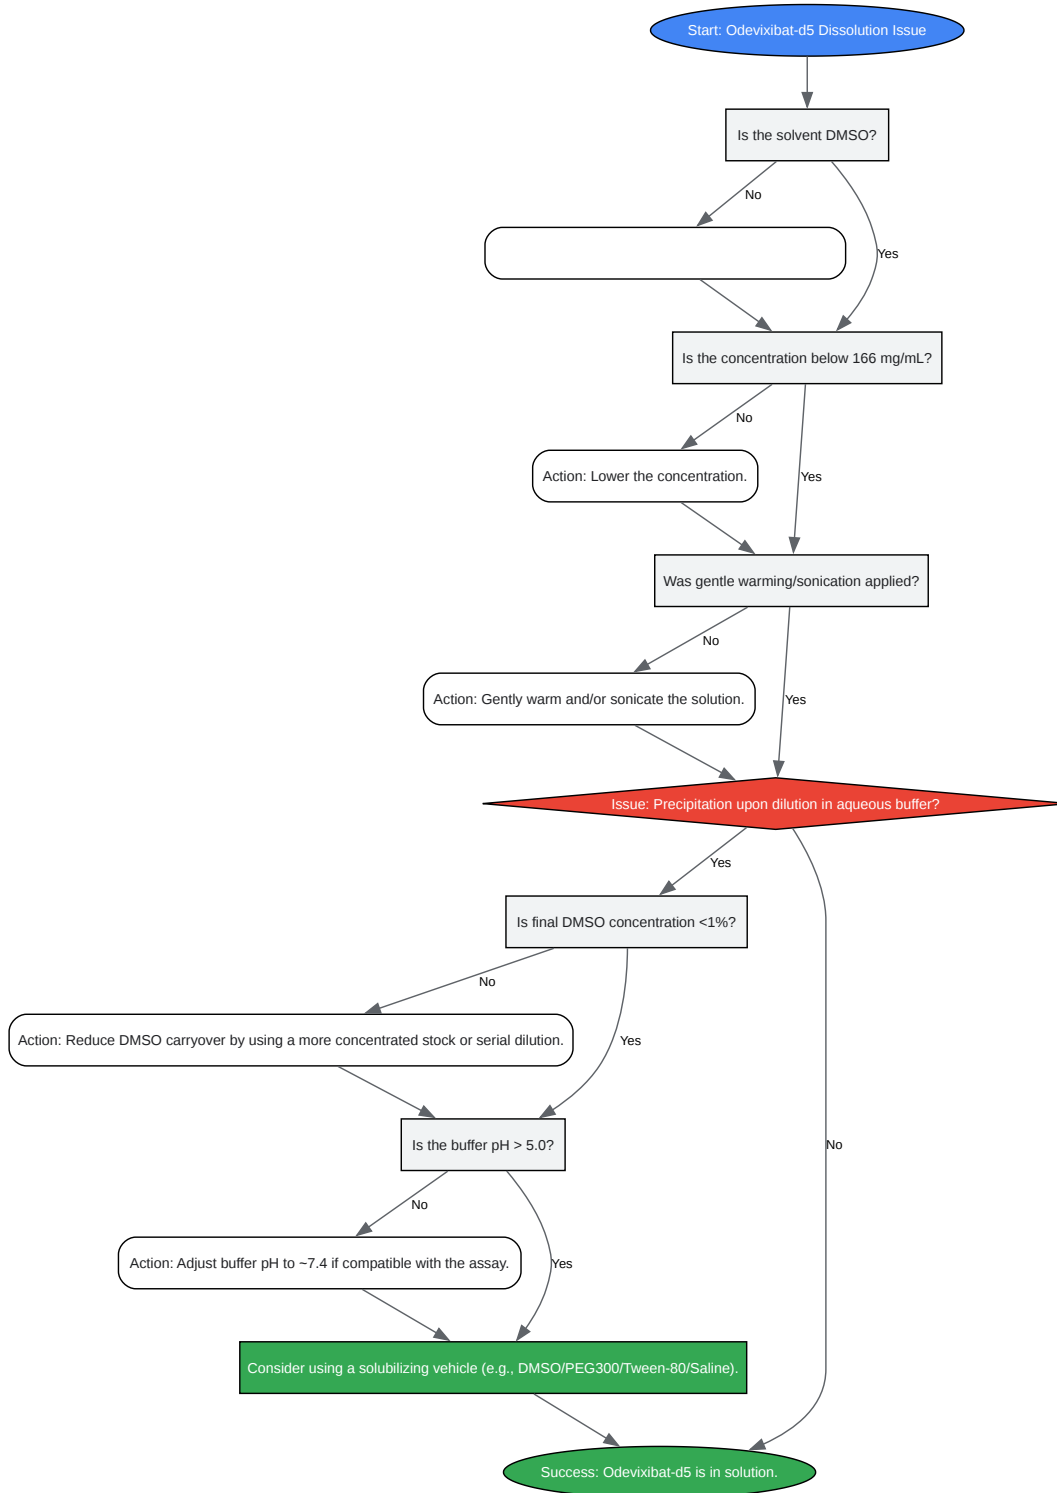 Start: Odevixibat-d5 Dissolution Issue
Is the solvent DMSO?
No
Yes
Is the concentration below 166 mg/mL?
No
Action: Lower the concentration.
Yes
Was gentle warming/sonication applied?
No
Action: Gently warm and/or sonicate the solution.
Yes
Issue: Precipitation upon dilution in aqueous buffer?
Yes
Is final DMSO concentration <1%?
No
Action: Reduce DMSO carryover by using a more concentrated stock or serial dilution.
Yes
Is the buffer pH > 5.0?
No
No
Action: Adjust buffer pH to ~7.4 if compatible with the assay.
Yes
Consider using a solubilizing vehicle (e.g., DMSO/PEG300/Tween-80/Saline).
Success: Odevixibat-d5 is in solution.